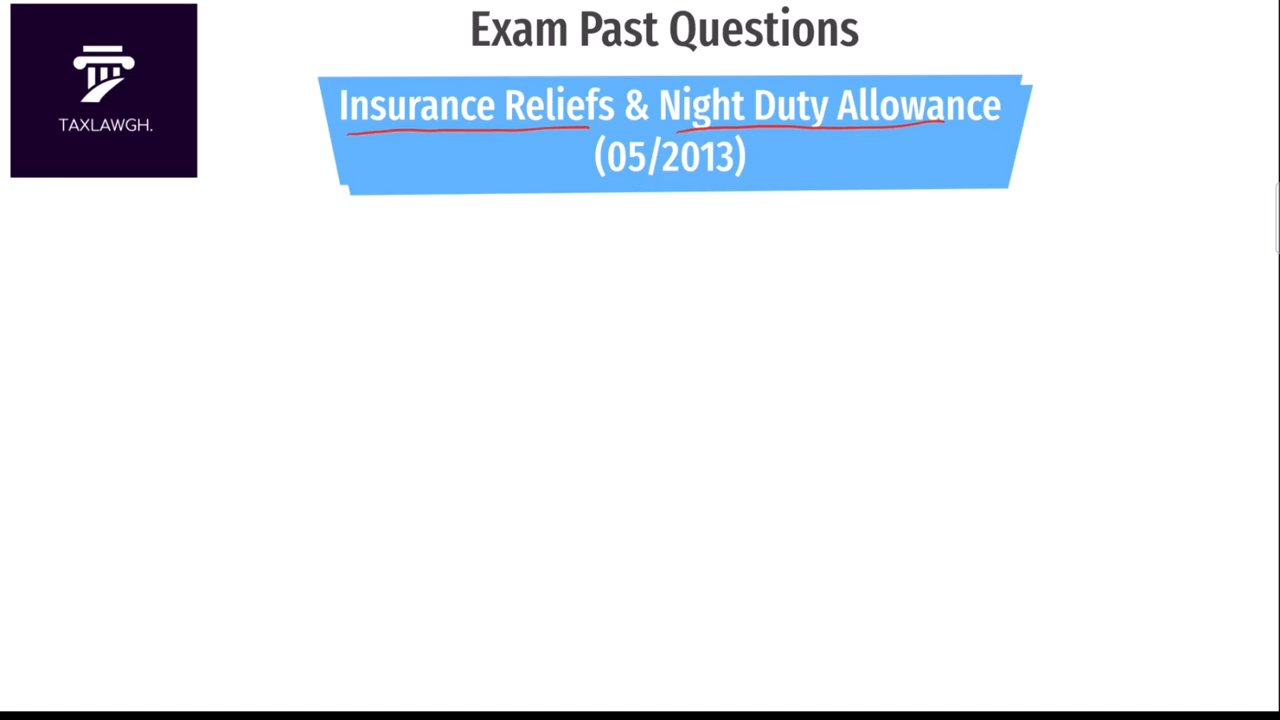 Exam Past Questions
TAXLAWGH.
Insurance Reliefs & Night Duty Allowance
(05/2013)